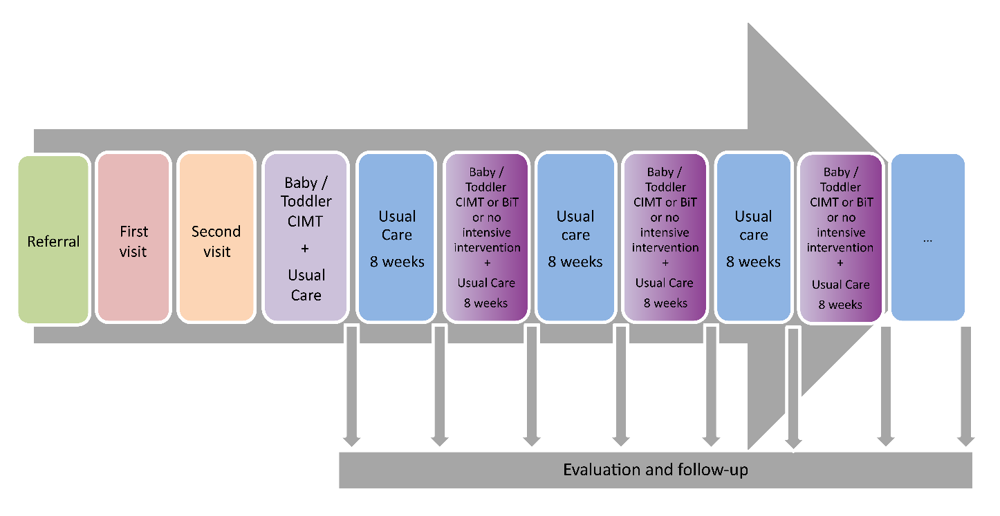 Referral
First
visit
Second
visit
Baby /
Toddler
CIMT
+
Usual
Care
Usual
Care
8 weeks
Baby /
Toddler
CIMT or BiT
or no
intensive
intervention
+
Usual Care
8 weeks
Usual
care
8 weeks
Baby /
Toddler
CIMT or BiT
or no
intensive
intervention
+
Usual Care
8 weeks
Usual
care
8 weeks
Baby /
Toddler
CIMT or BiT
or no
intensive
intervention
+
Usual Care
8 weeks
...
Evaluation and follow-up